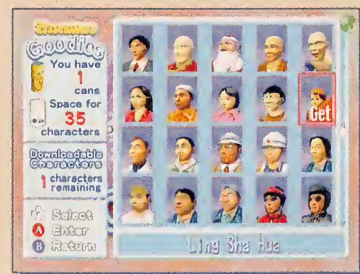 Goodies
You have
1
cans
Space for
35
characters
Downloadable
Characters
1 characters
remaining
Select
A Enter
B Return
Get
Ling Sha Hua